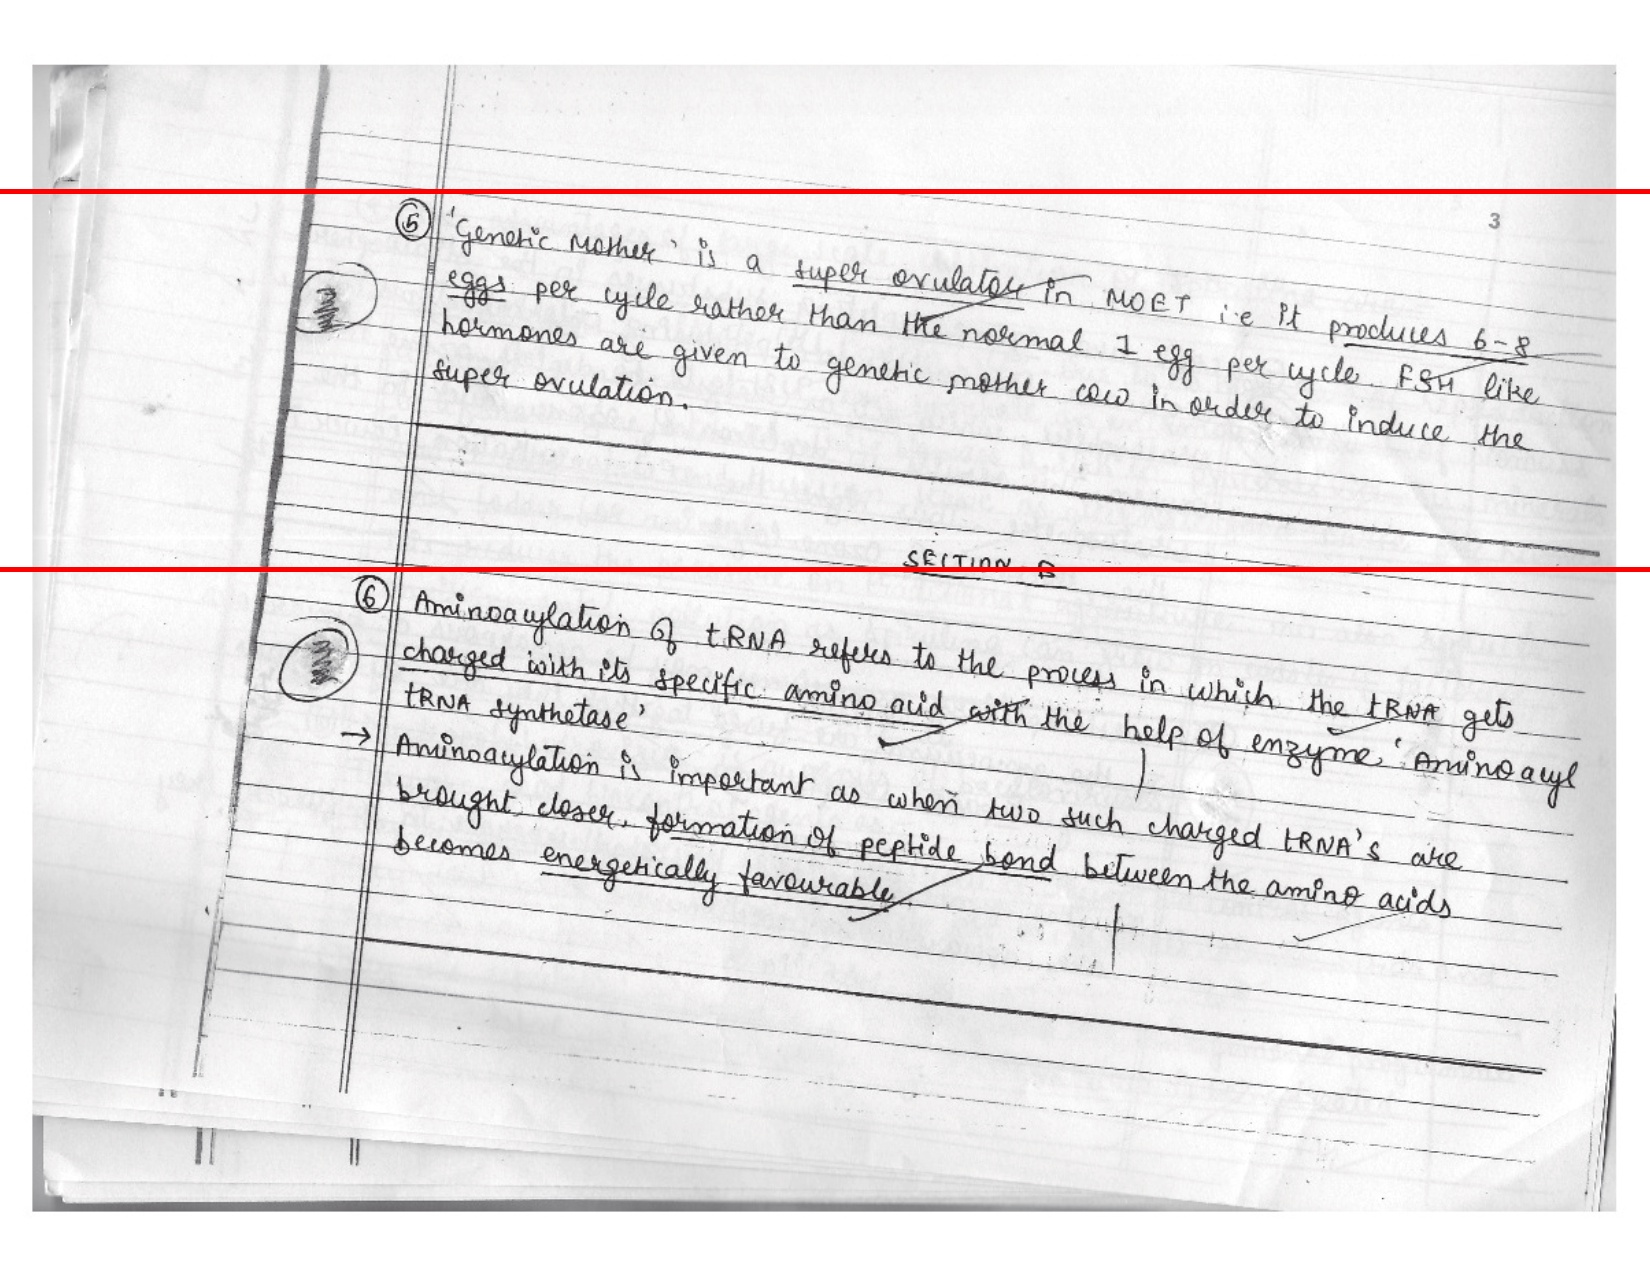 3
5 'Genetic Mother' is a super ovulator in MOET i.e it produces 6-8
eggs per cycle rather than the normal 1 egg per cycle. FSH like
hormones are given to genetic mother cow in order to induce the
super ovulation.
SECTION B
6 Aminoacylation of tRNA refers to the process in which the tRNA gets
charged with its specific amino acid with the help of enzyme 'Aminoacyl
tRNA synthetase'
→ Aminoacylation is important as when two such charged tRNA's are
brought closer, formation of peptide bond between the amino acids
becomes energetically favourable.